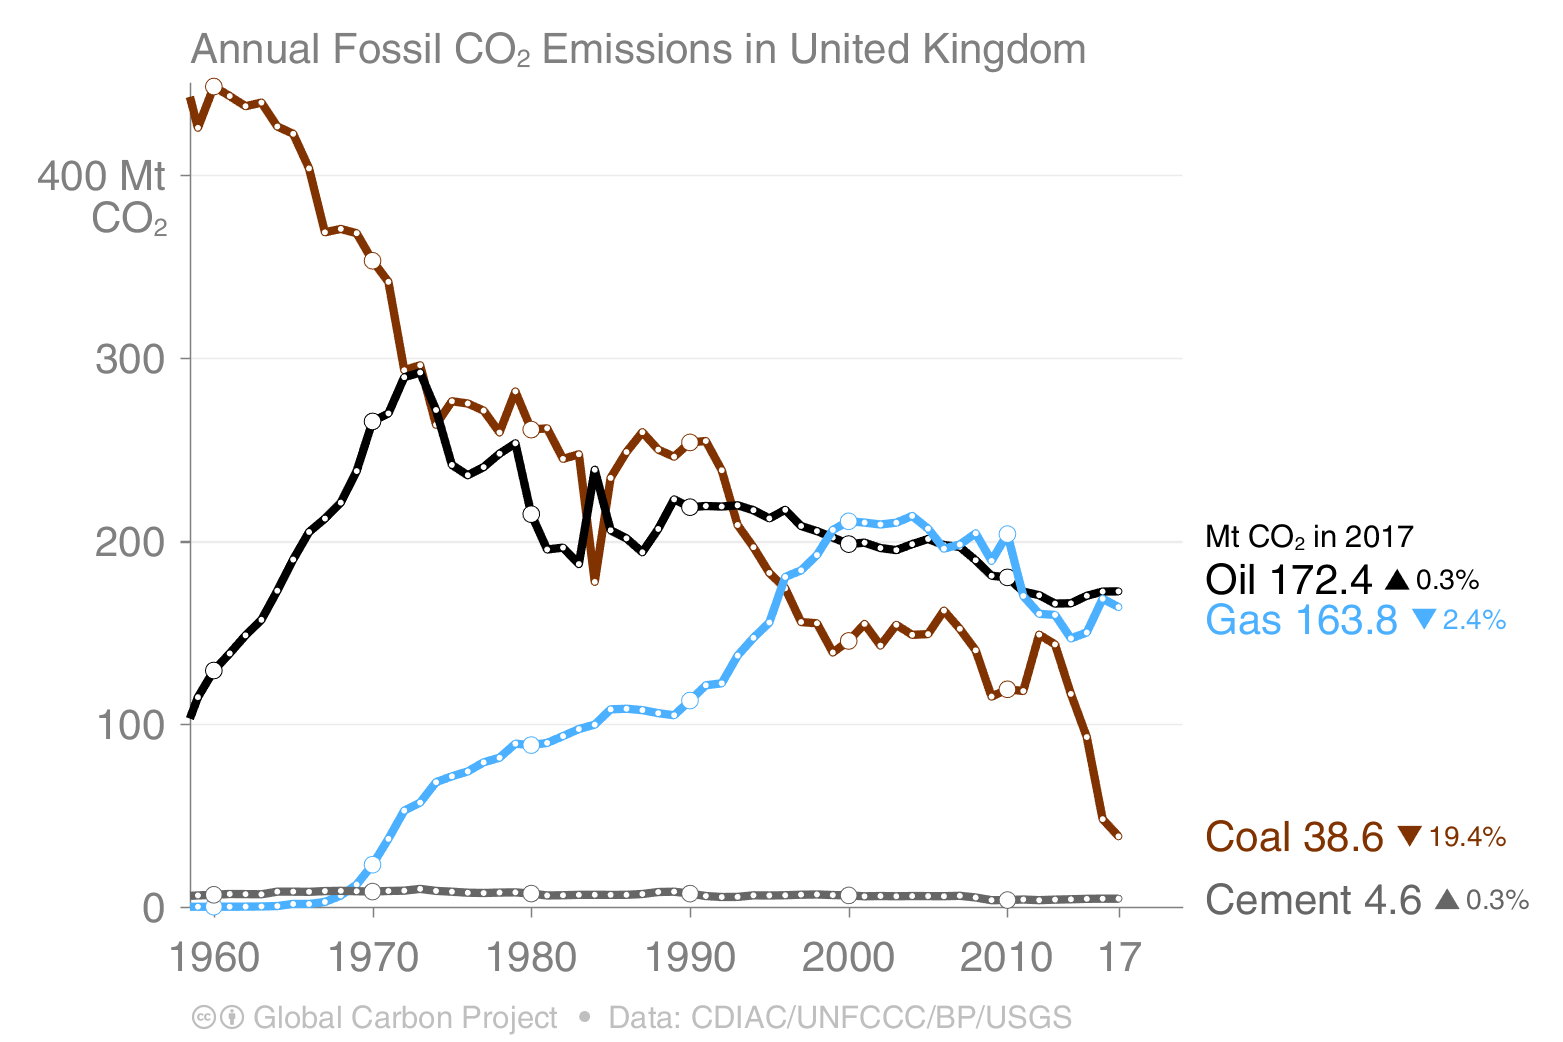 Annual Fossil CO₂ Emissions in United Kingdom
400 Mt
CO₂
300
200
100
0
1960 1970 1980 1990 2000 2010 17
Mt CO₂ in 2017
Oil 172.4 ▲ 0.3%
Gas 163.8 ▼ 2.4%
Coal 38.6 ▼ 19.4%
Cement 4.6 ▲ 0.3%
cc Global Carbon Project • Data: CDIAC/UNFCCC/BP/USGS